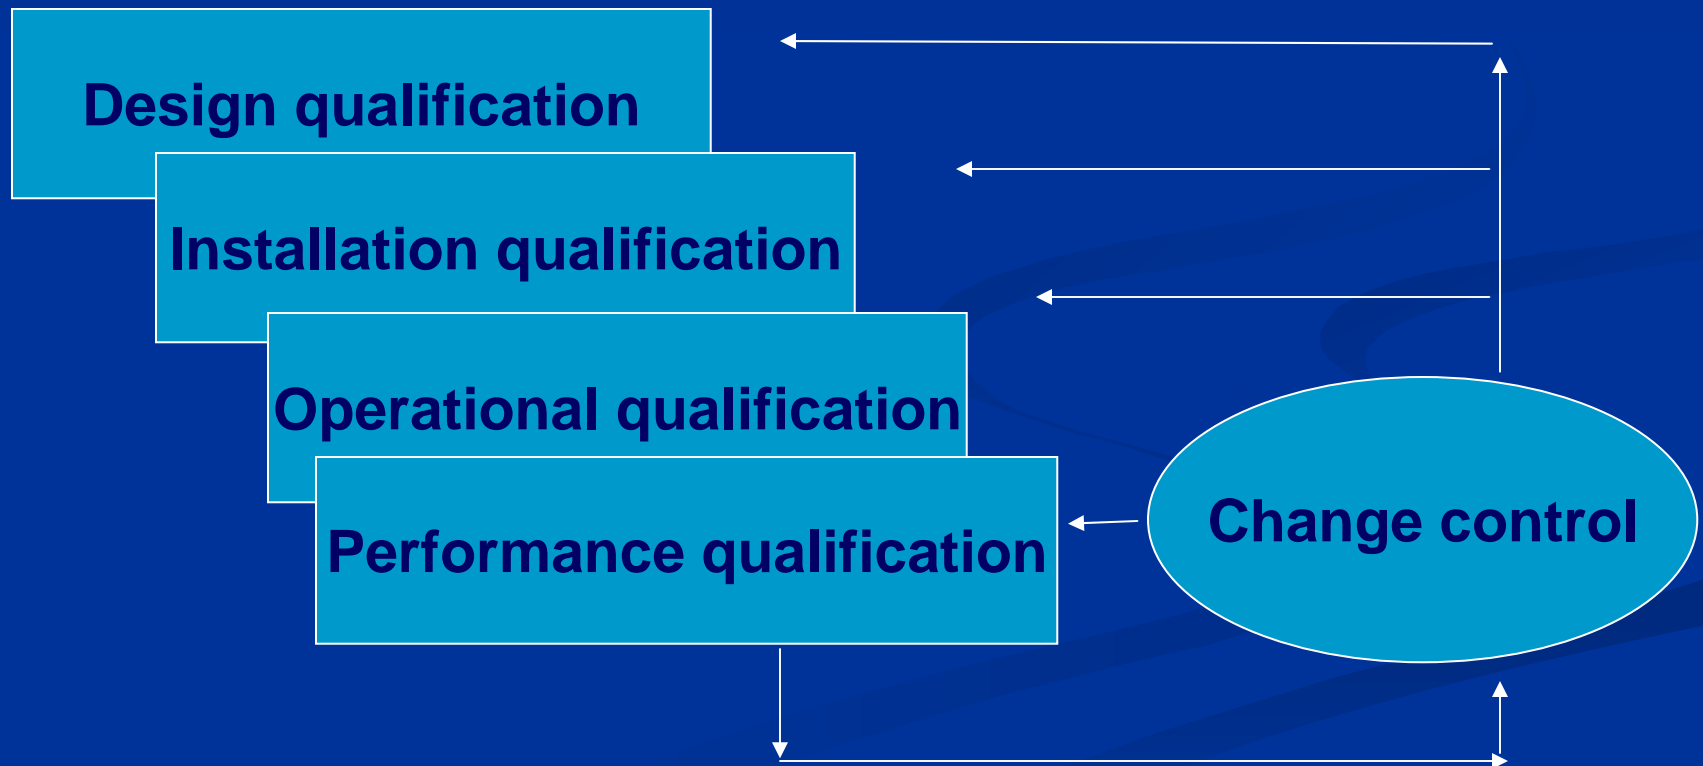 Design qualification
Installation qualification
Operational qualification
Performance qualification
Change control